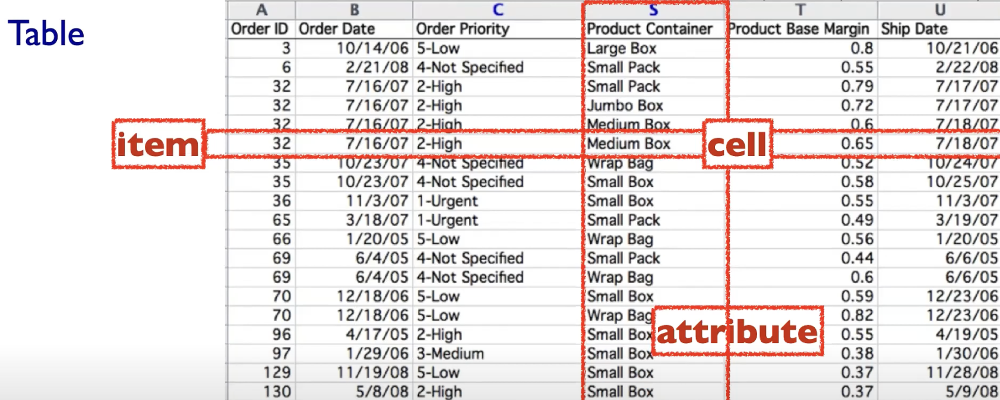 Table
A B C S T U
Order ID Order Date Order Priority Product Container Product Base Margin Ship Date
3 10/14/06 5-Low Large Box 0.8 10/21/06
6 2/21/08 4-Not Specified Small Pack 0.55 2/22/08
32 7/16/07 2-High Small Pack 0.79 7/17/07
32 7/16/07 2-High Jumbo Box 0.72 7/17/07
32 7/16/07 2-High Medium Box 0.6 7/18/07
item
32 7/16/07 2-High Medium Box cell 0.65 7/18/07
35 10/23/07 4-Not Specified Wrap Bag 0.52 10/24/07
35 10/23/07 4-Not Specified Small Box 0.58 10/25/07
36 11/3/07 1-Urgent Small Box 0.55 11/3/07
65 3/18/07 1-Urgent Small Pack 0.49 3/19/07
66 1/20/05 5-Low Wrap Bag 0.56 1/20/05
69 6/4/05 4-Not Specified Small Pack 0.44 6/6/05
69 6/4/05 4-Not Specified Wrap Bag 0.6 6/6/05
70 12/18/06 5-Low Small Box 0.59 12/23/06
70 12/18/06 5-Low Wrap Bag 0.82 12/23/06
96 4/17/05 2-High Small Box attribute 0.55 4/19/05
97 1/29/06 3-Medium Small Box 0.38 1/30/06
129 11/19/08 5-Low Small Box 0.37 11/28/08
130 5/8/08 2-High Small Box 0.37 5/9/08